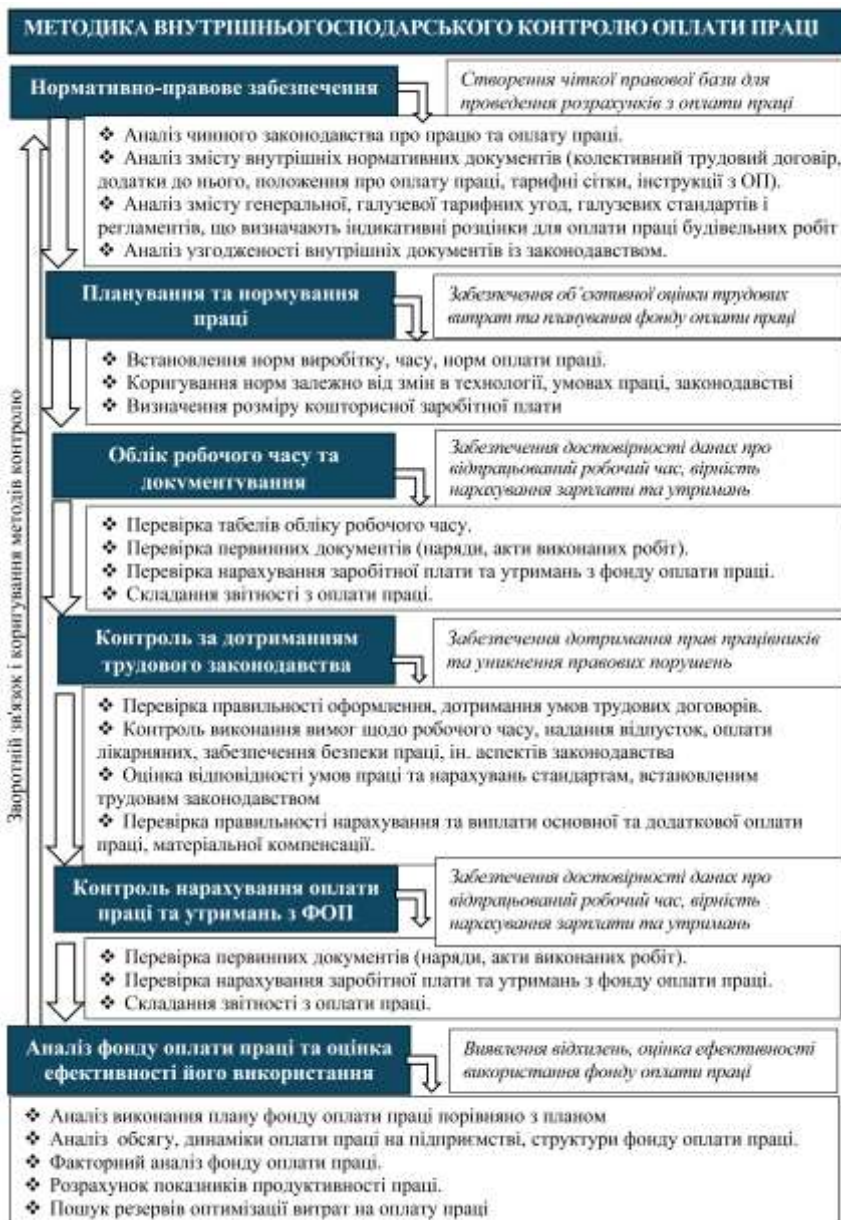 МЕТОДИКА ВНУТРІШНЬОГОСПОДАРСЬКОГО КОНТРОЛЮ ОПЛАТИ ПРАЦІ
Нормативно-правове забезпечення
Створення чіткої правової бази для
проведення розрахунків з оплати праці
❖ Аналіз чинного законодавства про працю та оплату праці.
❖ Аналіз змісту внутрішніх нормативних документів (колективний трудовий договір,
додатки до нього, положення про оплату праці, тарифні сітки, інструкції з ОП).
❖ Аналіз змісту генеральної, галузевої тарифних угод, галузевих стандартів і
регламентів, що визначають індикативні розцінки для оплати праці будівельних робіт
❖ Аналіз узгодженості внутрішніх документів із законодавством.
Планування та нормування
праці
Забезпечення об´єктивної оцінки трудових
витрат та планування фонду оплати праці
❖ Встановлення норм виробітку, часу, норм оплати праці.
❖ Коригування норм залежно від змін в технології, умовах праці, законодавстві
❖ Визначення розміру кошторисної заробітної плати
Облік робочого часу та
документування
Забезпечення достовірності даних про
відпрацьований робочий час, вірність
нарахування зарплати та утримань
❖ Перевірка табелів обліку робочого часу.
❖ Перевірка первинних документів (наряди, акти виконаних робіт).
❖ Перевірка нарахування заробітної плати та утримань з фонду оплати праці.
❖ Складання звітності з оплати праці.
Контроль за дотриманням
трудового законодавства
Забезпечення дотримання прав працівників
та уникнення правових порушень
❖ Перевірка правильності оформлення, дотримання умов трудових договорів.
❖ Контроль виконання вимог щодо робочого часу, надання відпусток, оплати
лікарняних, забезпечення безпеки праці, ін. аспектів законодавства
❖ Оцінка відповідності умов праці та нарахувань стандартам, встановленим
трудовим законодавством
❖ Перевірка правильності нарахування та виплати основної та додаткової оплати
праці, матеріальної компенсації.
Контроль нарахування оплати
праці та утримань з ФОП
Забезпечення достовірності даних про
відпрацьований робочий час, вірність
нарахування зарплати та утримань
❖ Перевірка первинних документів (наряди, акти виконаних робіт).
❖ Перевірка нарахування заробітної плати та утримань з фонду оплати праці.
❖ Складання звітності з оплати праці.
Аналіз фонду оплати праці та оцінка
ефективності його використання
Виявлення відхилень, оцінка ефективності
використання фонду оплати праці
❖ Аналіз виконання плану фонду оплати праці порівняно з планом
❖ Аналіз обсягу, динаміки оплати праці на підприємстві, структури фонду оплати праці.
❖ Факторний аналіз фонду оплати праці.
❖ Розрахунок показників продуктивності праці.
❖ Пошук резервів оптимізації витрат на оплату праці
Зворотній зв'язок і коригування методів контролю